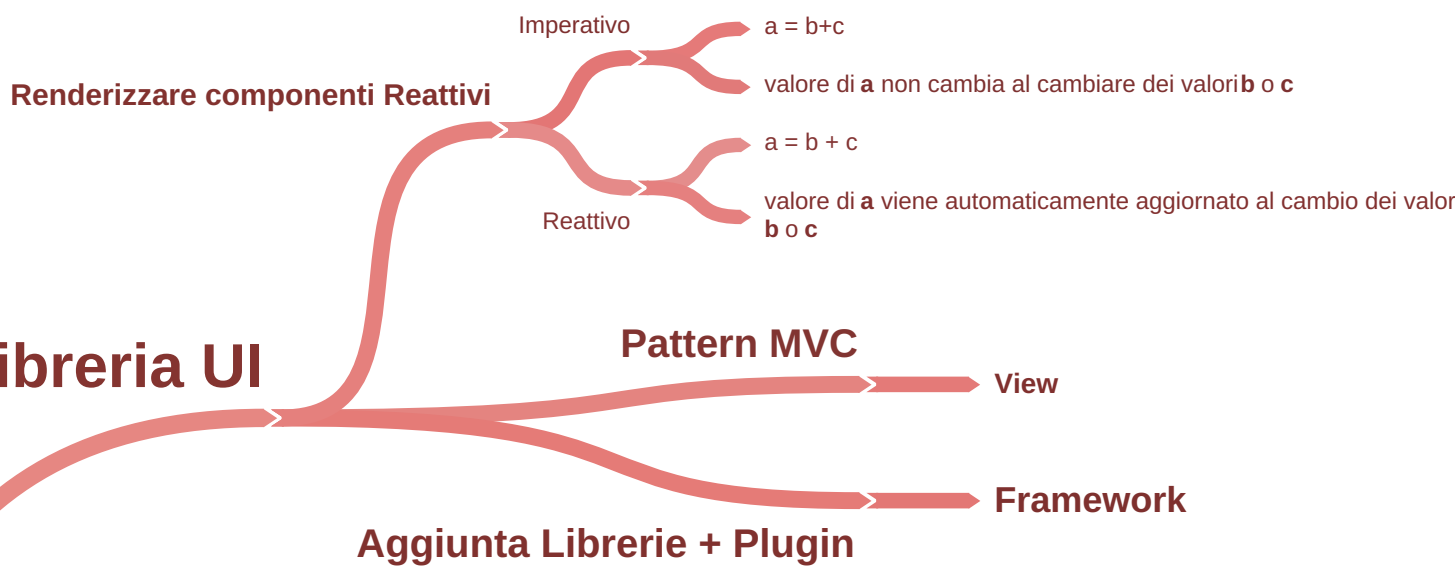 Imperativo
a = b+c
valore di a non cambia al cambiare dei valori b o c
Renderizzare componenti Reattivi
a = b + c
valore di a viene automaticamente aggiornato al cambio dei valor
b o c
Reattivo
ibreria UI
Pattern MVC
View
Framework
Aggiunta Librerie + Plugin